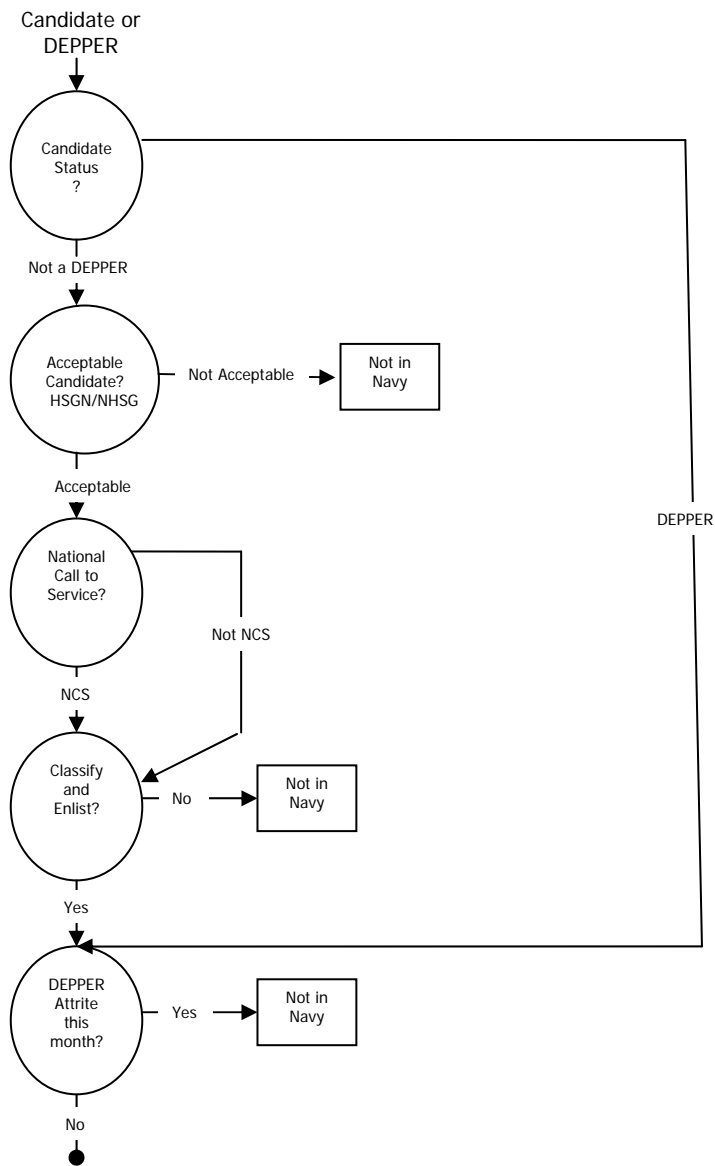 Candidate or
DEPPER
Candidate
Status
?
Not a DEPPER
Acceptable
Candidate?
HSGN/NHSG
Not Acceptable
Not in
Navy
Acceptable
DEPPER
National
Call to
Service?
Not NCS
NCS
Classify
and
Enlist?
No
Not in
Navy
Yes
DEPPER
Attrite
this
month?
Yes
Not in
Navy
No